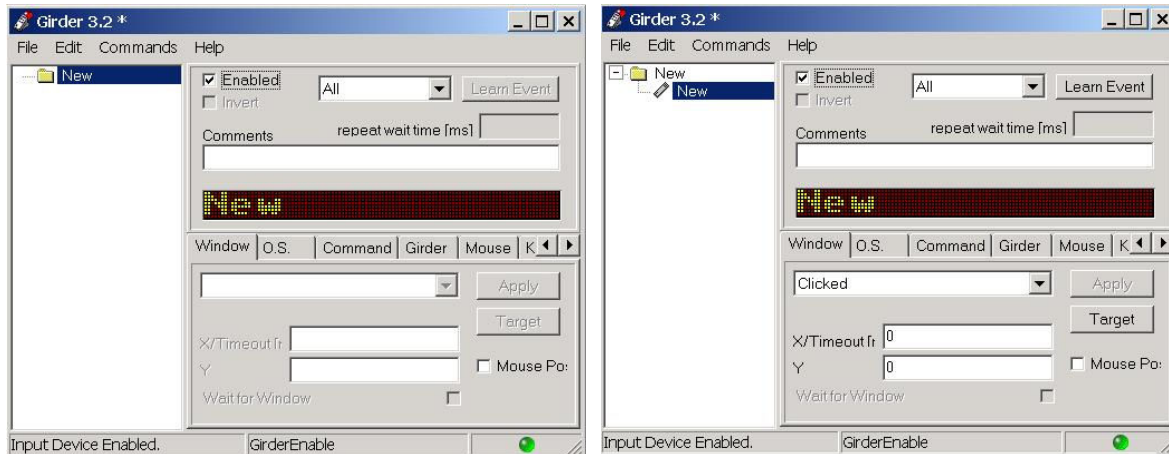 Girder 3.2 *
File Edit Commands Help
New
Enabled
All
Learn Event
Invert
repeat wait time [ms]
Comments
New
Window O.S. Command Girder Mouse K
Apply
Target
X/Timeout [r
Y
Mouse Po
Wait for Window
Input Device Enabled. GirderEnable
Girder 3.2 *
File Edit Commands Help
New
New
Enabled
All
Learn Event
Invert
repeat wait time [ms]
Comments
New
Window O.S. Command Girder Mouse K
Clicked
Apply
Target
X/Timeout [r 0
Y 0
Mouse Po
Wait for Window
Input Device Enabled. GirderEnable